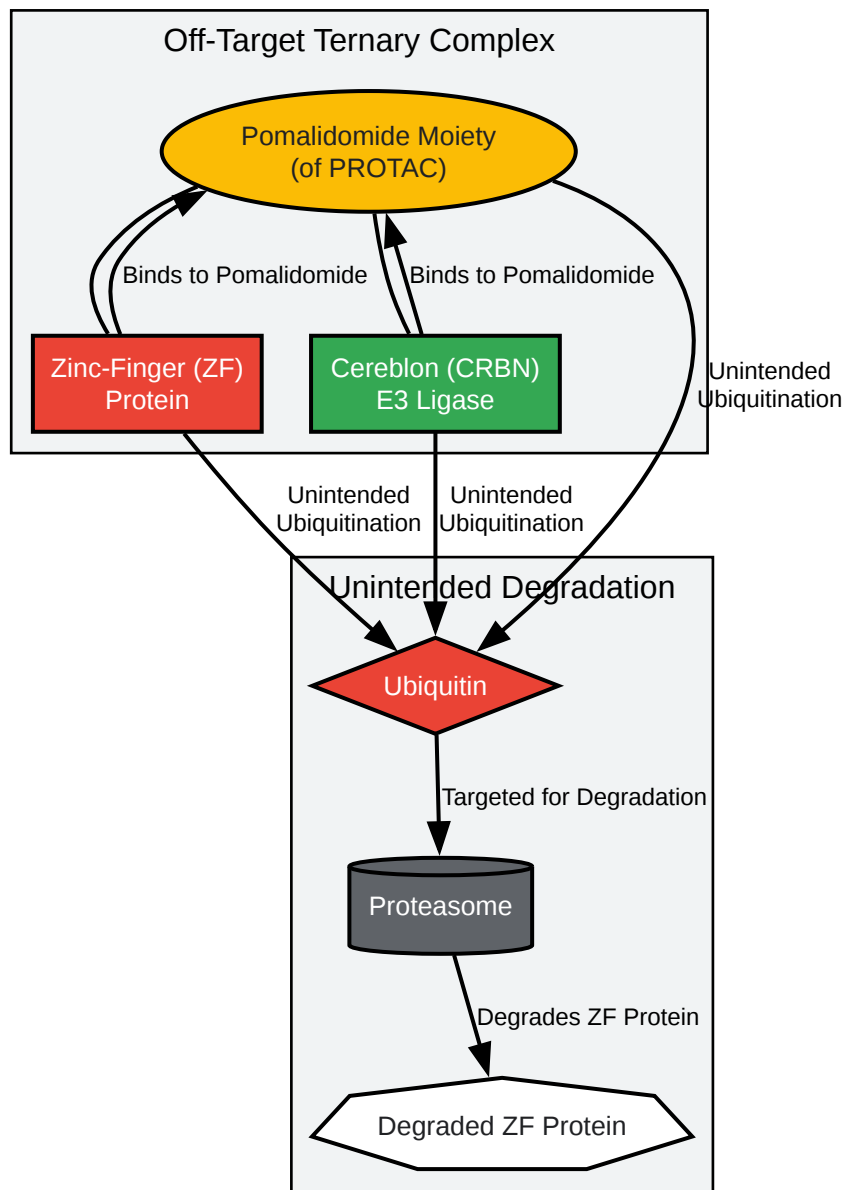 Off-Target Ternary Complex
Pomalidomide Moiety
(of PROTAC)
Binds to Pomalidomide
Binds to Pomalidomide
Zinc-Finger (ZF)
Protein
Cereblon (CRBN)
E3 Ligase
Unintended
Ubiquitination
Unintended
Ubiquitination
Unintended
Ubiquitination
Unintended Degradation
Ubiquitin
Targeted for Degradation
Proteasome
Degrades ZF Protein
Degraded ZF Protein